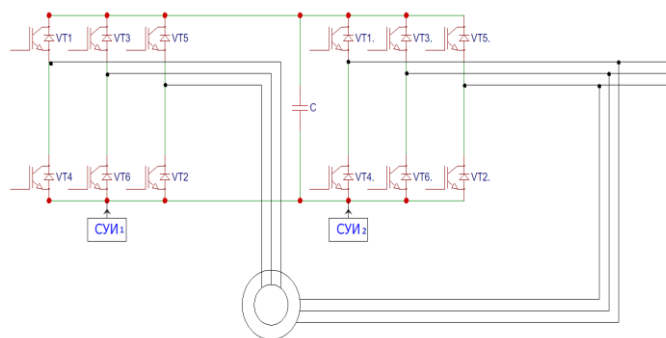 VT1 VT3 VT5 VT1. VT3. VT5.
C
VT4 VT6 VT2 VT4. VT6. VT2.
СУИ1 СУИ2